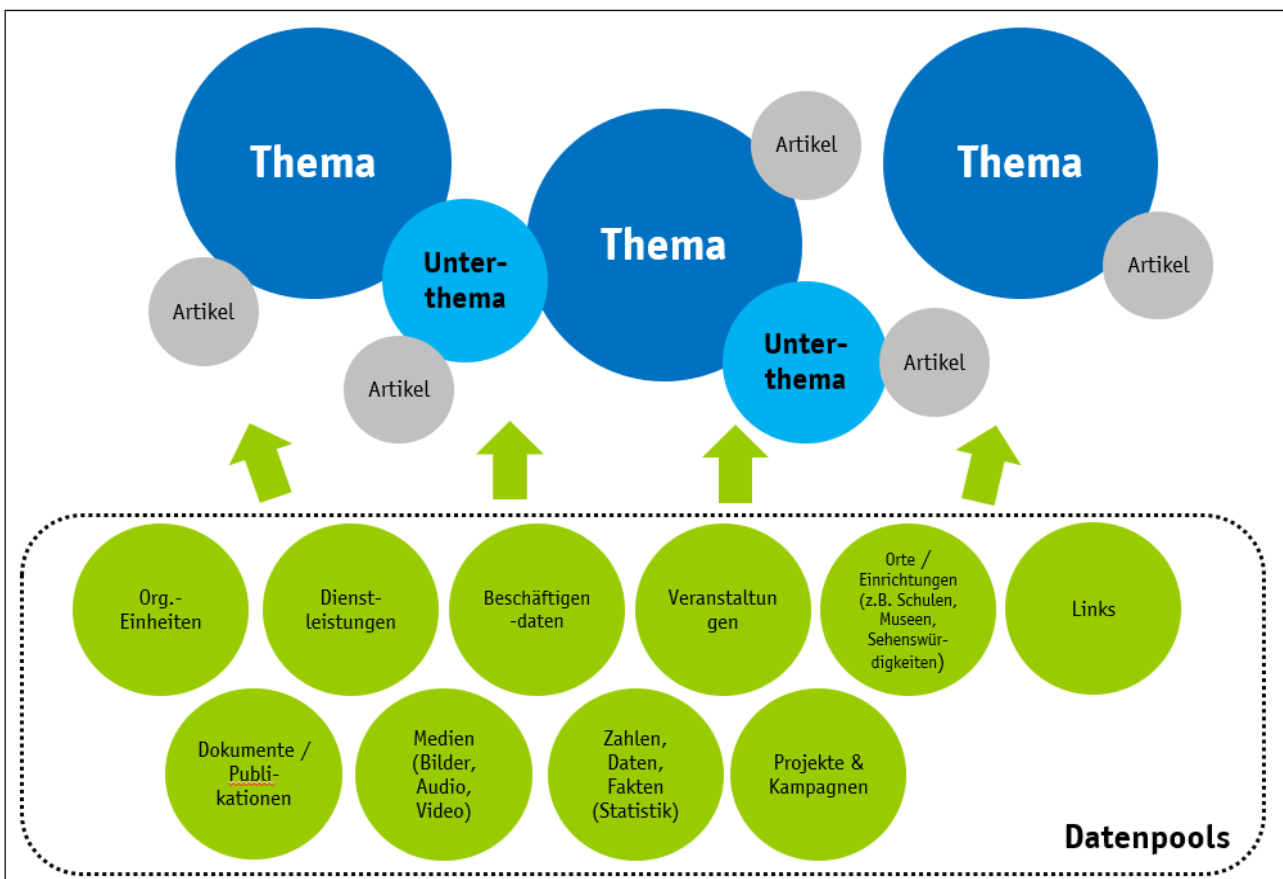 Thema
Artikel
Thema
Thema
Unter-
thema
Artikel
Artikel
Unter-
thema
Artikel
Artikel
Org.-
Einheiten
Dienst-
leistungen
Beschäftigen
-daten
Veranstaltun
gen
Orte /
Einrichtungen
(z.B. Schulen,
Museen,
Sehenswür-
digkeiten)
Links
Dokumente /
Publi-
kationen
Medien
(Bilder,
Audio,
Video)
Zahlen,
Daten,
Fakten
(Statistik)
Projekte &
Kampagnen
Datenpools